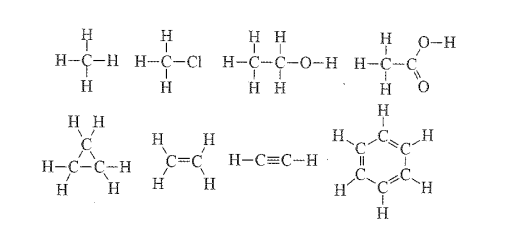 H H H H H O–H
H–C–H H–C–Cl H–C–C–O–H H–C–C
H H H H H O
H H H
C H H H C H
H–C–C–H C=C H–C≡C–H C C
H H H H H C C H
C
H